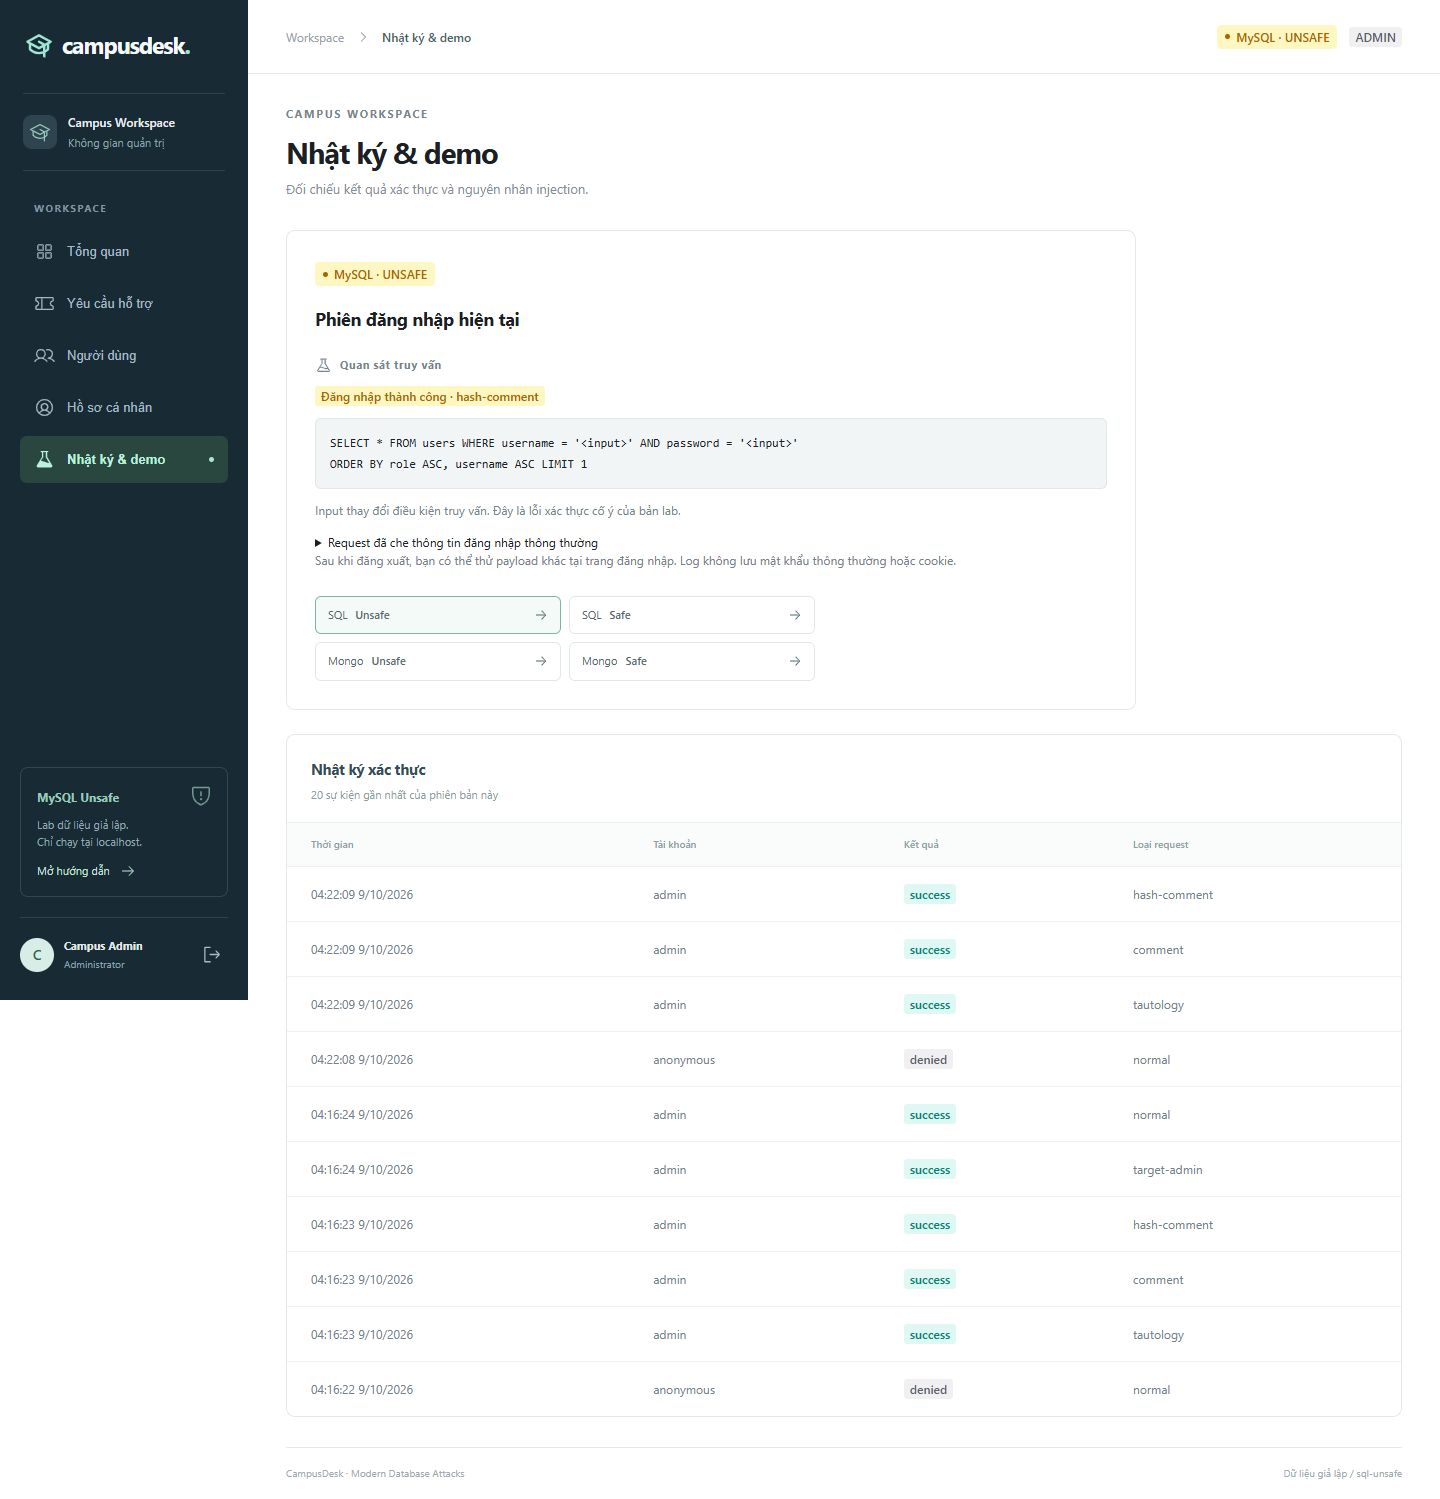 campusdesk.
Campus Workspace
Không gian quản trị
WORKSPACE
Tổng quan
Yêu cầu hỗ trợ
Người dùng
Hồ sơ cá nhân
Nhật ký & demo
MySQL Unsafe
Lab dữ liệu giả lập.
Chỉ chạy tại localhost.
Mở hướng dẫn
C
Campus Admin
Administrator
Workspace Nhật ký & demo
MySQL · UNSAFE ADMIN
CAMPUS WORKSPACE
Nhật ký & demo
Đối chiếu kết quả xác thực và nguyên nhân injection.
MySQL · UNSAFE
Phiên đăng nhập hiện tại
Quan sát truy vấn
Đăng nhập thành công · hash-comment
SELECT * FROM users WHERE username = '<input>' AND password = '<input>'
ORDER BY role ASC, username ASC LIMIT 1
Input thay đổi điều kiện truy vấn. Đây là lỗi xác thực cố ý của bản lab.
Request đã che thông tin đăng nhập thông thường
Sau khi đăng xuất, bạn có thể thử payload khác tại trang đăng nhập. Log không lưu mật khẩu thông thường hoặc cookie.
SQL Unsafe
SQL Safe
Mongo Unsafe
Mongo Safe
Nhật ký xác thực
20 sự kiện gần nhất của phiên bản này
Thời gian Tài khoản Kết quả Loại request
04:22:09 9/10/2026 admin success hash-comment
04:22:09 9/10/2026 admin success comment
04:22:09 9/10/2026 admin success tautology
04:22:08 9/10/2026 anonymous denied normal
04:16:24 9/10/2026 admin success normal
04:16:24 9/10/2026 admin success target-admin
04:16:23 9/10/2026 admin success hash-comment
04:16:23 9/10/2026 admin success comment
04:16:23 9/10/2026 admin success tautology
04:16:22 9/10/2026 anonymous denied normal
CampusDesk · Modern Database Attacks
Dữ liệu giả lập / sql-unsafe